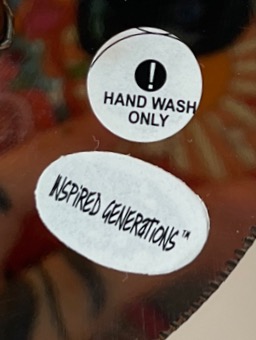 !
HAND WASH
ONLY
INSPIRED GENERATIONS™